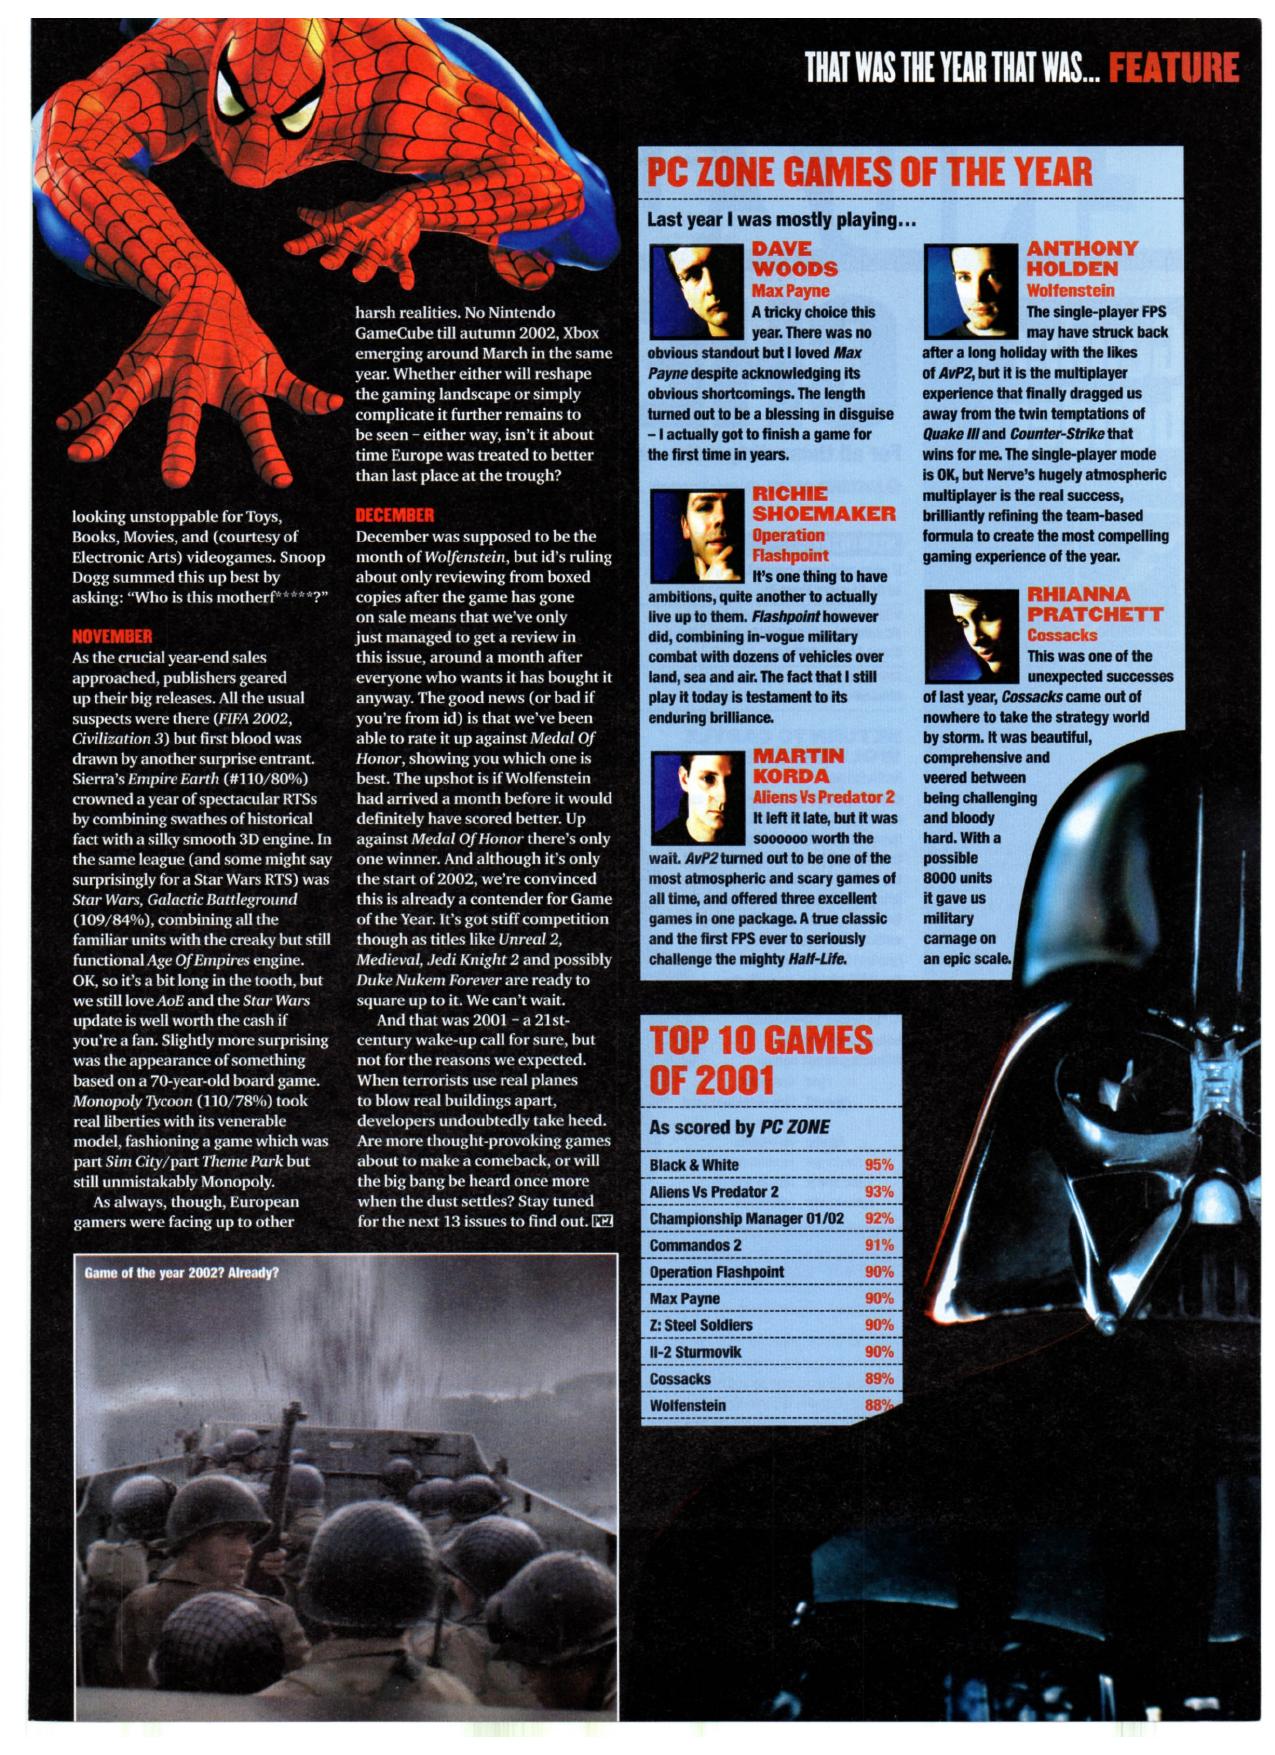 THAT WAS THE YEAR THAT WAS... FEATURE
looking unstoppable for Toys,
Books, Movies, and (courtesy of
Electronic Arts) videogames. Snoop
Dogg summed this up best by
asking: “Who is this motherf*****?”
NOVEMBER
As the crucial year-end sales
approached, publishers geared
up their big releases. All the usual
suspects were there (FIFA 2002,
Civilization 3) but first blood was
drawn by another surprise entrant.
Sierra's Empire Earth (#110/80%)
crowned a year of spectacular RTSs
by combining swathes of historical
fact with a silky smooth 3D engine. In
the same league (and some might say
surprisingly for a Star Wars RTS) was
Star Wars, Galactic Battleground
(109/84%), combining all the
familiar units with the creaky but still
functional Age Of Empires engine.
OK, so it's a bit long in the tooth, but
we still love AoE and the Star Wars
update is well worth the cash if
you're a fan. Slightly more surprising
was the appearance of something
based on a 70-year-old board game.
Monopoly Tycoon (110/78%) took
real liberties with its venerable
model, fashioning a game which was
part Sim City/part Theme Park but
still unmistakably Monopoly.
As always, though, European
gamers were facing up to other
harsh realities. No Nintendo
GameCube till autumn 2002, Xbox
emerging around March in the same
year. Whether either will reshape
the gaming landscape or simply
complicate it further remains to
be seen – either way, isn't it about
time Europe was treated to better
than last place at the trough?
DECEMBER
December was supposed to be the
month of Wolfenstein, but id's ruling
about only reviewing from boxed
copies after the game has gone
on sale means that we've only
just managed to get a review in
this issue, around a month after
everyone who wants it has bought it
anyway. The good news (or bad if
you're from id) is that we've been
able to rate it up against Medal Of
Honor, showing you which one is
best. The upshot is if Wolfenstein
had arrived a month before it would
definitely have scored better. Up
against Medal Of Honor there's only
one winner. And although it's only
the start of 2002, we're convinced
this is already a contender for Game
of the Year. It's got stiff competition
though as titles like Unreal 2,
Medieval, Jedi Knight 2 and possibly
Duke Nukem Forever are ready to
square up to it. We can't wait.
And that was 2001 – a 21st-
century wake-up call for sure, but
not for the reasons we expected.
When terrorists use real planes
to blow real buildings apart,
developers undoubtedly take heed.
Are more thought-provoking games
about to make a comeback, or will
the big bang be heard once more
when the dust settles? Stay tuned
for the next 13 issues to find out. PCZ
Game of the year 2002? Already?
PC ZONE GAMES OF THE YEAR
Last year I was mostly playing...
DAVE
WOODS
Max Payne
A tricky choice this
year. There was no
obvious standout but I loved Max
Payne despite acknowledging its
obvious shortcomings. The length
turned out to be a blessing in disguise
– I actually got to finish a game for
the first time in years.
RICHIE
SHOEMAKER
Operation
Flashpoint
It's one thing to have
ambitions, quite another to actually
live up to them. Flashpoint however
did, combining in-vogue military
combat with dozens of vehicles over
land, sea and air. The fact that I still
play it today is testament to its
enduring brilliance.
MARTIN
KORDA
Aliens Vs Predator 2
It left it late, but it was
soooooo worth the
wait. AvP2 turned out to be one of the
most atmospheric and scary games of
all time, and offered three excellent
games in one package. A true classic
and the first FPS ever to seriously
challenge the mighty Half-Life.
ANTHONY
HOLDEN
Wolfenstein
The single-player FPS
may have struck back
after a long holiday with the likes
of AvP2, but it is the multiplayer
experience that finally dragged us
away from the twin temptations of
Quake III and Counter-Strike that
wins for me. The single-player mode
is OK, but Nerve's hugely atmospheric
multiplayer is the real success,
brilliantly refining the team-based
formula to create the most compelling
gaming experience of the year.
RHIANNA
PRATCHETT
Cossacks
This was one of the
unexpected successes
of last year, Cossacks came out of
nowhere to take the strategy world
by storm. It was beautiful,
comprehensive and
veered between
being challenging
and bloody
hard. With a
possible
8000 units
it gave us
military
carnage on
an epic scale.
TOP 10 GAMES
OF 2001
As scored by PC ZONE
Black & White 95%
Aliens Vs Predator 2 93%
Championship Manager 01/02 92%
Commandos 2 91%
Operation Flashpoint 90%
Max Payne 90%
Z: Steel Soldiers 90%
Il-2 Sturmovik 90%
Cossacks 89%
Wolfenstein 88%